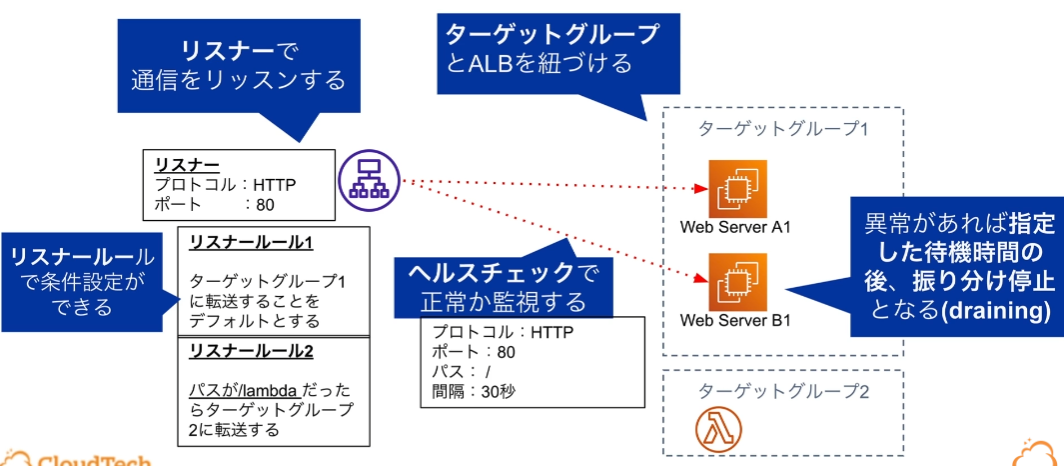 リスナーで
通信をリッスンする
ターゲットグループ
とALBを紐づける
ターゲットグループ1
リスナー
プロトコル：HTTP
ポート　　：80
Web Server A1
リスナールール
で条件設定が
できる
リスナールール1
ターゲットグループ1
に転送することを
デフォルトとする
ヘルスチェックで
正常か監視する
プロトコル：HTTP
ポート：80
パス：/
間隔：30秒
Web Server B1
異常があれば指定
した待機時間の
後、振り分け停止
となる(draining)
リスナールール2
パスが/lambda だった
らターゲットグループ
2に転送する
ターゲットグループ2
CloudTech